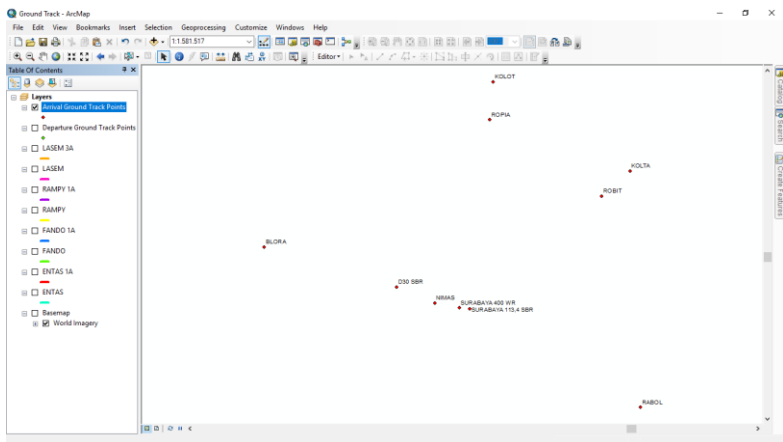 Ground Track - ArcMap
File Edit View Bookmarks Insert Selection Geoprocessing Customize Windows Help
1:1.581.517
Editor
Table Of Contents
Layers
Arrival Ground Track Points
Departure Ground Track Points
LASEM 3A
LASEM
RAMPY 1A
RAMPY
FANDO 1A
FANDO
ENTAS 1A
ENTAS
Basemap
World Imagery
KOLOT
ROPIA
KOLTA
ROBIT
BLORA
D30 SBR
NIMAS
SURABAYA 400 WR
SURABAYA 113,4 SBR
RABOL
Catalog
Search
Create Features